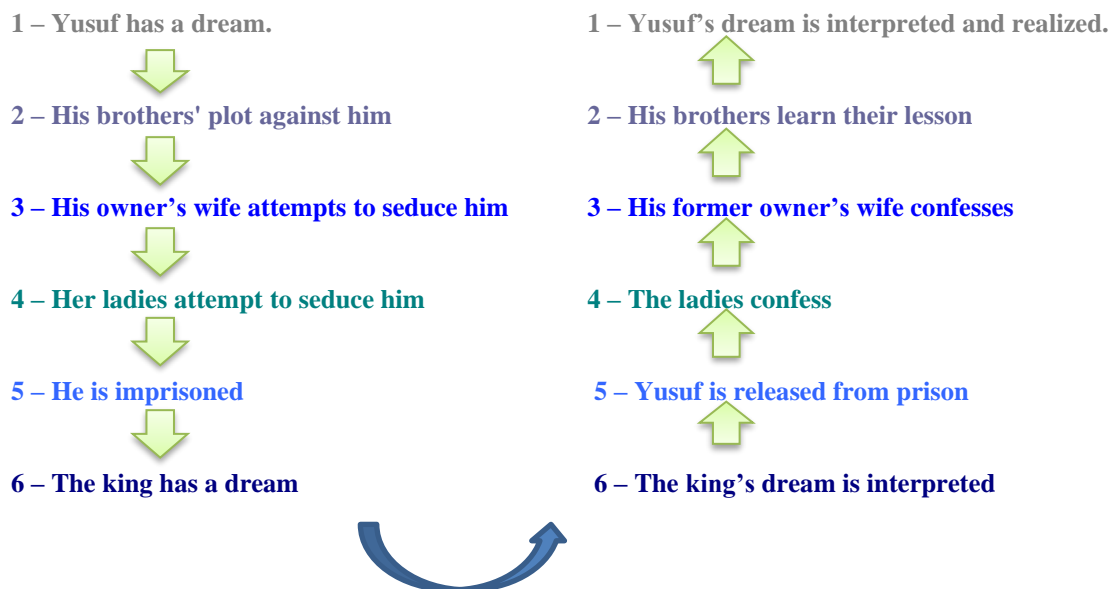 1 – Yusuf has a dream.
2 – His brothers' plot against him
3 – His owner’s wife attempts to seduce him
4 – Her ladies attempt to seduce him
5 – He is imprisoned
6 – The king has a dream
1 – Yusuf’s dream is interpreted and realized.
2 – His brothers learn their lesson
3 – His former owner’s wife confesses
4 – The ladies confess
5 – Yusuf is released from prison
6 – The king’s dream is interpreted